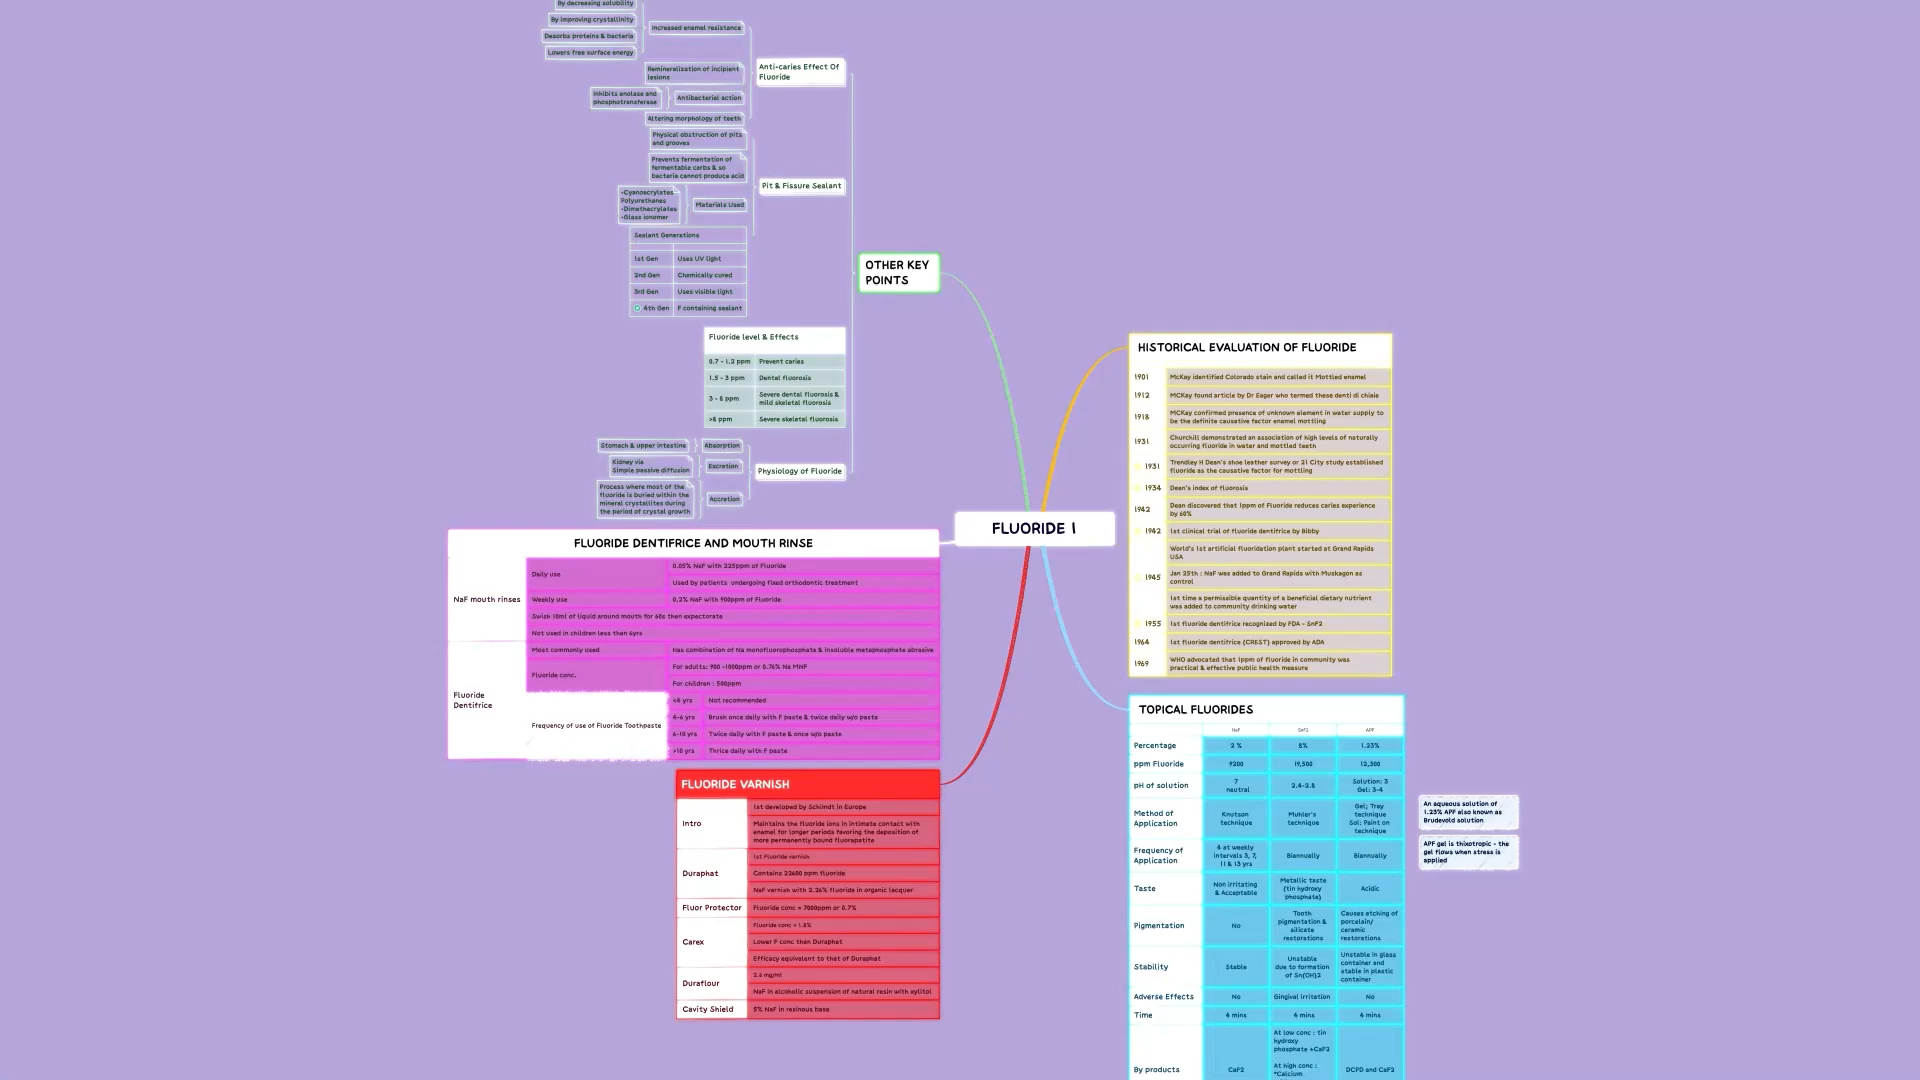 By decreasing solubility
By improving crystallinity
Desorbs proteins & bacteria
Lowers free surface energy
Increased enamel resistance
Remineralization of incipient
lesions
Inhibits enolase and
phosphotransferase
Antibacterial action
Altering morphology of teeth
Anti-caries Effect Of
Fluoride
Physical obstruction of pits
and grooves
Prevents fermentation of
fermentable carbs & so
bacteria cannot produce acid
-Cyanoacrylates
Polyurethanes
-Dimethacrylates
-Glass ionomer
Materials Used
Pit & Fissure Sealant
Sealant Generations
1st Gen Uses UV light
2nd Gen Chemically cured
3rd Gen Uses visible light
4th Gen F containing sealant
OTHER KEY
POINTS
Fluoride level & Effects
0.7 - 1.2 ppm Prevent caries
1.5 - 3 ppm Dental fluorosis
3 - 8 ppm Severe dental fluorosis &
mild skeletal fluorosis
>8 ppm Severe skeletal fluorosis
Stomach & upper intestine
Absorption
Kidney via
Simple passive diffusion
Excretion
Process where most of the
fluoride is buried within the
mineral crystallites during
the period of crystal growth
Accretion
Physiology of Fluoride
FLUORIDE 1
FLUORIDE DENTIFRICE AND MOUTH RINSE
NaF mouth rinses
Daily use
0.05% NaF with 225ppm of Fluoride
Used by patients undergoing fixed orthodontic treatment
Weekly use
0.2% NaF with 900ppm of Fluoride
Swish 10ml of liquid around mouth for 60s then expectorate
Not used in children less than 6yrs
Fluoride
Dentifrice
Most commonly used
Has combination of Na monofluorophosphate & insoluble metaphosphate abrasive
Fluoride conc.
For adults: 900 -1000ppm or 0.76% Na MNF
For children : 500ppm
Frequency of use of Fluoride Toothpaste
<4 yrs Not recommended
4-6 yrs Brush once daily with F paste & twice daily w/o paste
6-10 yrs Twice daily with F paste & once w/o paste
>10 yrs Thrice daily with F paste
FLUORIDE VARNISH
Intro
1st developed by Schimdt in Europe
Maintains the fluoride ions in intimate contact with
enamel for longer periods favoring the deposition of
more permanently bound fluorapatite
Duraphat
1st Fluoride varnish
Contains 22600 ppm fluoride
NaF varnish with 2.26% fluoride in organic lacquer
Fluor Protector
Fluoride conc = 7000ppm or 0.7%
Carex
Fluoride conc = 1.8%
Lower F conc then Duraphat
Efficacy equivalent to that of Duraphat
Duraflour
2.6 mg/ml
NaF in alcoholic suspension of natural resin with xylitol
Cavity Shield
5% NaF in resinous base
HISTORICAL EVALUATION OF FLUORIDE
1901 McKay identified Colorado stain and called it Mottled enamel
1912 MCKay found article by Dr Eager who termed these denti di chiaie
1918 MCKay confirmed presence of unknown element in water supply to
be the definite causative factor enamel mottling
1931 Churchill demonstrated an association of high levels of naturally
occurring fluoride in water and mottled teeth
1931 Trendley H Dean's shoe leather survey or 21 City study established
fluoride as the causative factor for mottling
1934 Dean's index of fluorosis
1942 Dean discovered that 1ppm of Fluoride reduces caries experience
by 60%
1942 1st clinical trial of fluoride dentifrice by Bibby
1945
World's 1st artificial fluoridation plant started at Grand Rapids
USA
Jan 25th : NaF was added to Grand Rapids with Muskagon as
control
1st time a permissible quantity of a beneficial dietary nutrient
was added to community drinking water
1955 1st fluoride dentifrice recognized by FDA - SnF2
1964 1st fluoride dentifrice (CREST) approved by ADA
1969 WHO advocated that 1ppm of fluoride in community was
practical & effective public health measure
TOPICAL FLUORIDES
NaF SnF2 APF
Percentage 2 % 8% 1.23%
ppm Fluoride 9200 19,500 12,300
pH of solution
7
neutral
2.4-2.8
Solution: 3
Gel: 3-4
Method of
Application
Knutson
technique
Muhler's
technique
Gel; Tray
technique
Sol: Paint on
technique
Frequency of
Application
4 at weekly
intervals 3, 7,
11 & 13 yrs
Biannually
Biannually
Taste
Non irritating
& Acceptable
Metallic taste
(tin hydroxy
phosphate)
Acidic
Pigmentation
No
Tooth
pigmentation &
silicate
restorations
Causes etching of
porcelain/
ceramic
restorations
Stability
Stable
Unstable
due to formation
of Sn(OH)2
Unstable in glass
container and
stable in plastic
container
Adverse Effects No Gingival irritation No
Time 4 mins 4 mins 4 mins
By products
CaF2
At low conc : tin
hydroxy
phosphate +CaF2
At high conc :
*Calcium
DCPD and CaF2
An aqueous solution of
1.23% APF also known as
Brudevold solution
APF gel is thixotropic - the
gel flows when stress is
applied